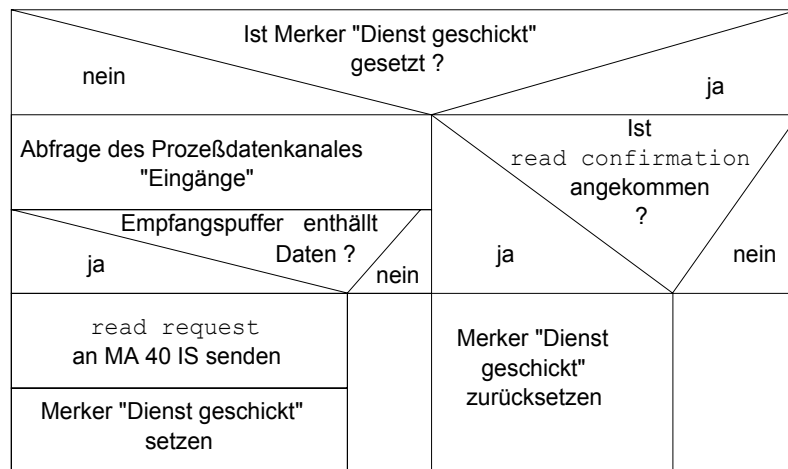 Ist Merker "Dienst geschickt"
gesetzt ?
nein
ja
Abfrage des Prozeßdatenkanales
"Eingänge"
Ist
read confirmation
angekommen
?
Empfangspuffer enthällt
Daten ?
ja
nein
ja
nein
read request
an MA 40 IS senden
Merker "Dienst geschickt"
setzen
Merker "Dienst
geschickt"
zurücksetzen